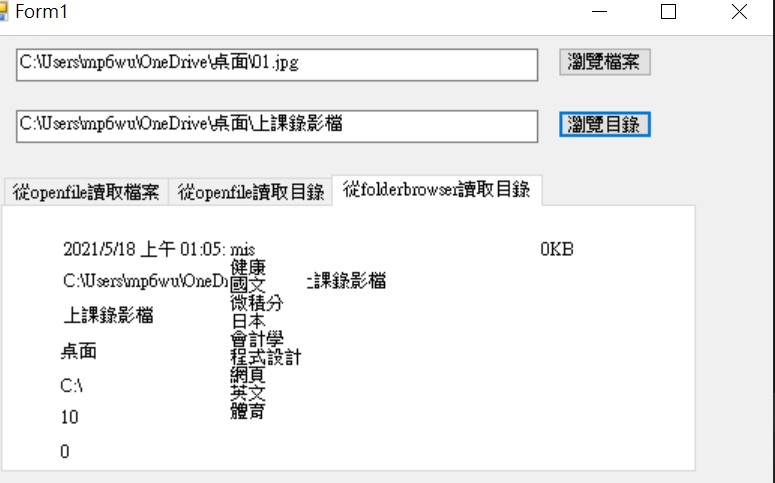 Form1
C:\Users\mp6wu\OneDrive\桌面\01.jpg
瀏覽檔案
C:\Users\mp6wu\OneDrive\桌面\上課錄影檔
瀏覽目錄
從openfile讀取檔案
從openfile讀取目錄
從folderbrowser讀取目錄
2021/5/18 上午 01:05:
mis
0KB
健康
C:\Users\mp6wu\OneD
上課錄影檔
國文
微積分
上課錄影檔
日本
會計學
桌面
程式設計
網頁
C:\
英文
10
體育
0